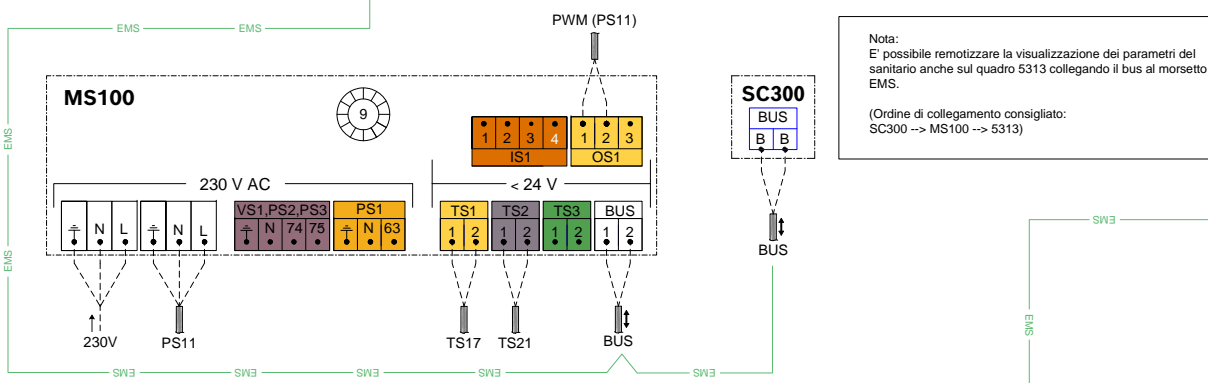 PWM (PS11)
EMS EMS
Nota:
E' possibile remotizzare la visualizzazione dei parametri del
sanitario anche sul quadro 5313 collegando il bus al morsetto
EMS.
(Ordine di collegamento consigliato:
SC300 --> MS100 --> 5313)
MS100
9
SC300
BUS
B B
1 2 3 4 1 2 3
IS1 OS1
EMS
230 V AC < 24 V
VS1,PS2,PS3 PS1 TS1 TS2 TS3 BUS
N L N L N 74 75 N 63 1 2 1 2 1 2 1 2
EMS
BUS
EMS
EMS
230V PS11 TS17 TS21 BUS
EMS EMS EMS EMS EMS